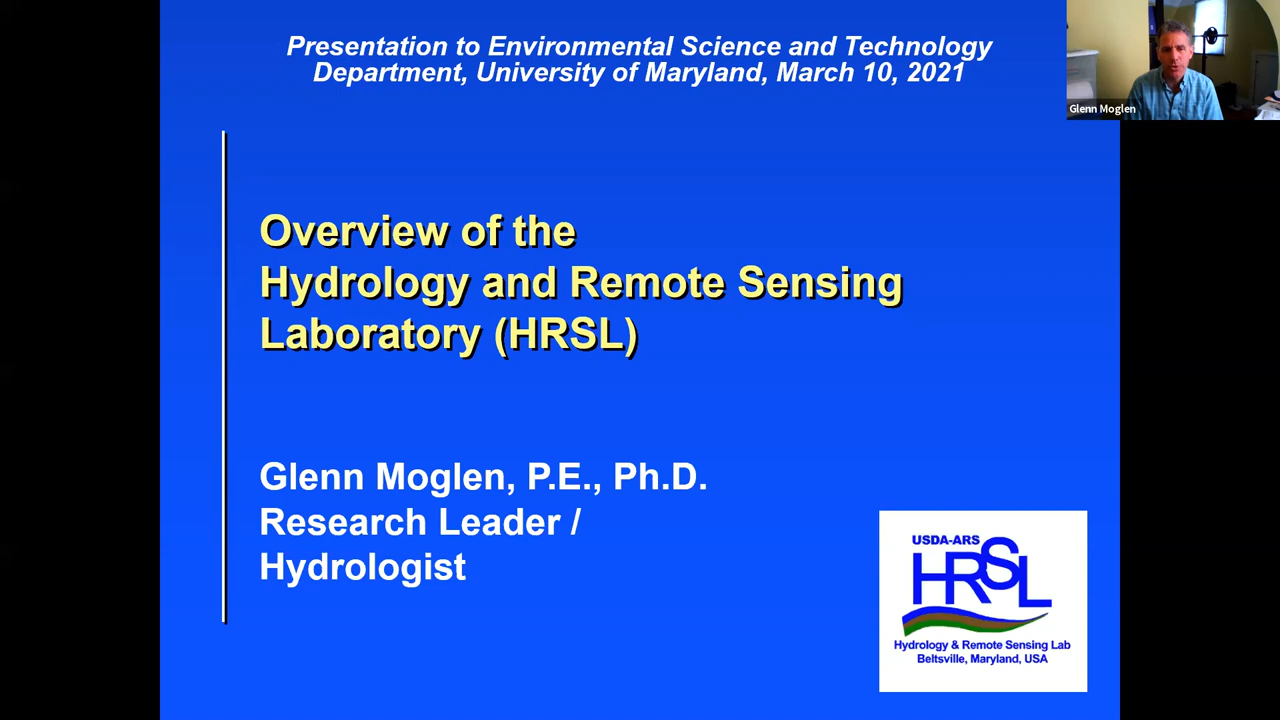 Presentation to Environmental Science and Technology
Department, University of Maryland, March 10, 2021
Glenn Moglen
Overview of the
Hydrology and Remote Sensing
Laboratory (HRSL)
Glenn Moglen, P.E., Ph.D.
Research Leader /
Hydrologist
USDA-ARS
HRSL
Hydrology & Remote Sensing Lab
Beltsville, Maryland, USA